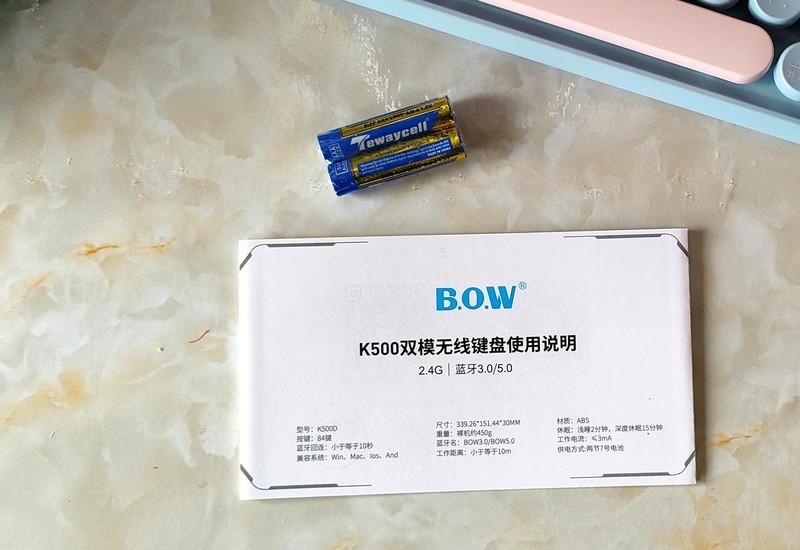 Tewaycell
MADE IN CHINA
B.O.W®
K500双模无线键盘使用说明
2.4G｜蓝牙3.0/5.0
型号：K500D
按键：84键
蓝牙回连：小于等于10秒
兼容系统：Win、Mac、Ios、And
尺寸：339.26*151.44*30MM
重量：裸机约450g
蓝牙名：BOW3.0/BOW5.0
工作距离：小于等于10m
材质：ABS
休眠：浅睡2分钟，深度休眠15分钟
工作电流：≤3mA
供电方式:两节7号电池